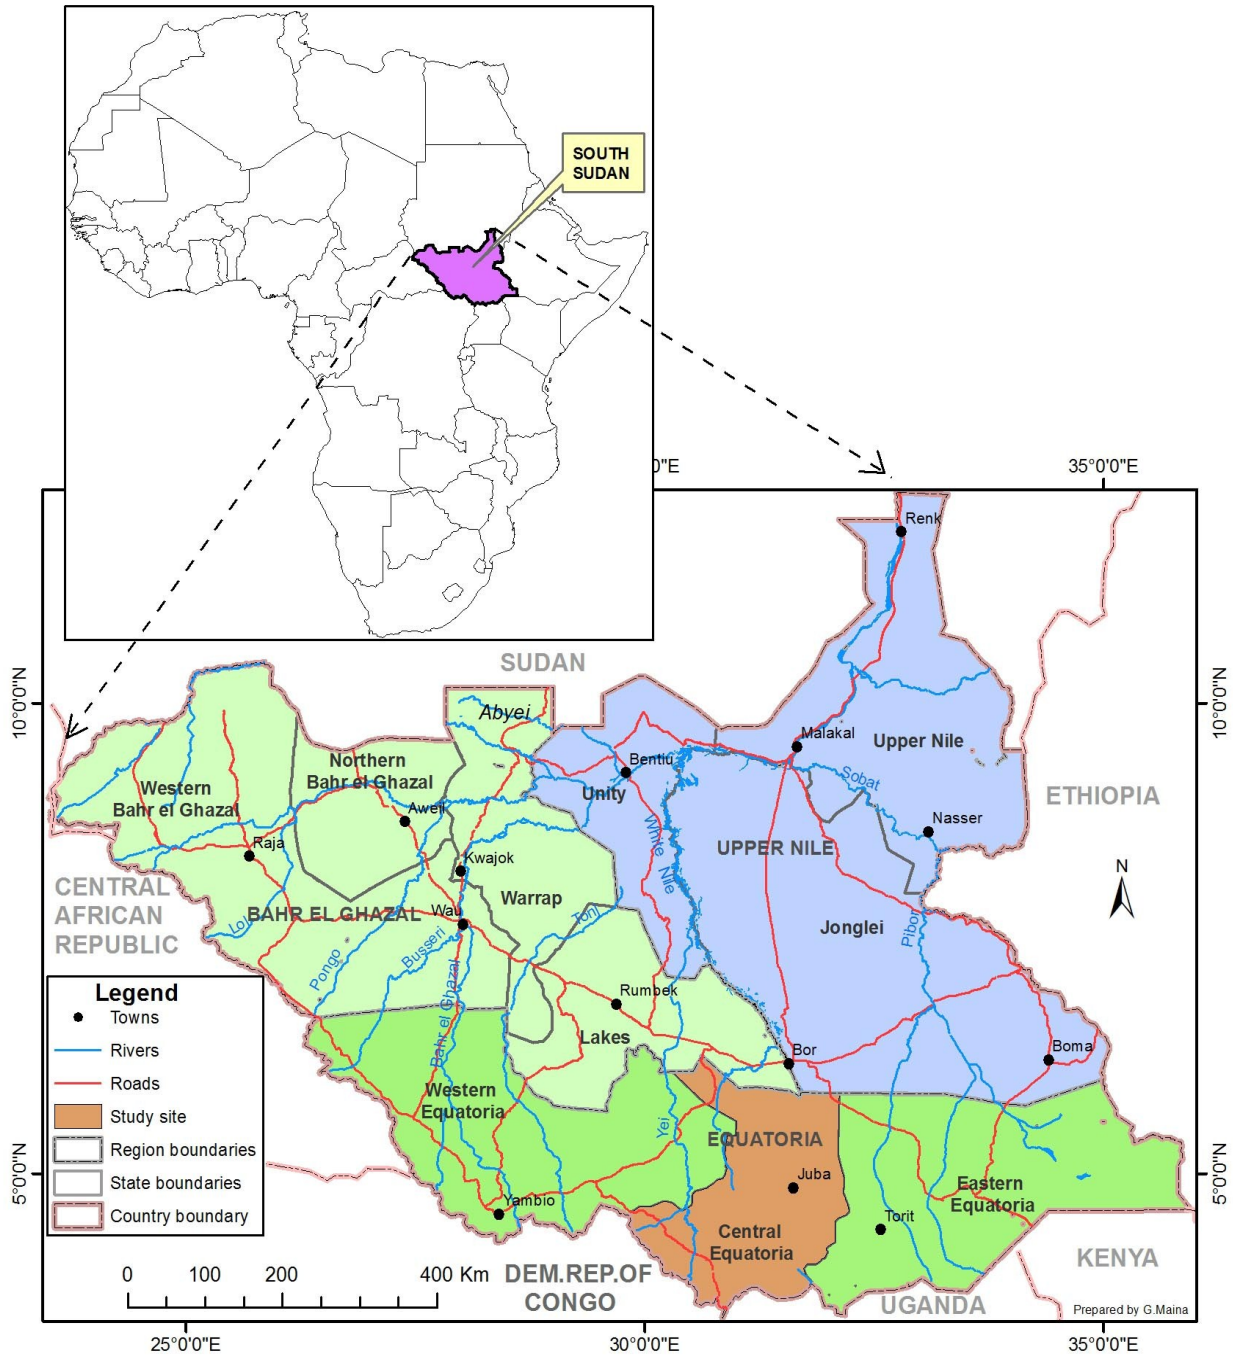 SOUTH
SUDAN
0"E
35°0'0"E
10°0'0"N
10°0'0"N
5°0'0"N
5°0'0"N
SUDAN
Renk
Abyei
Malakal
Upper Nile
Northern
Bahr el Ghazal
Bentiu
Unity
Sobat
ETHIOPIA
Western
Bahr el Ghazal
Aweil
Nasser
White Nile
UPPER NILE
Raja
Kwajok
CENTRAL
AFRICAN
REPUBLIC
BAHR EL GHAZAL
Warrap
Wau
Tonj
Lol
Busseri
Pongo
Jonglei
Pibor
N
Bahr el Ghazal
Rumbek
Lakes
Bor
Boma
Western
Equatoria
Yei
EQUATORIA
Juba
Eastern
Equatoria
Yambio
Torit
Central
Equatoria
KENYA
DEM.REP.OF
CONGO
UGANDA
Legend
Towns
Rivers
Roads
Study site
Region boundaries
State boundaries
Country boundary
0 100 200 400 Km
Prepared by G.Maina
25°0'0"E
30°0'0"E
35°0'0"E